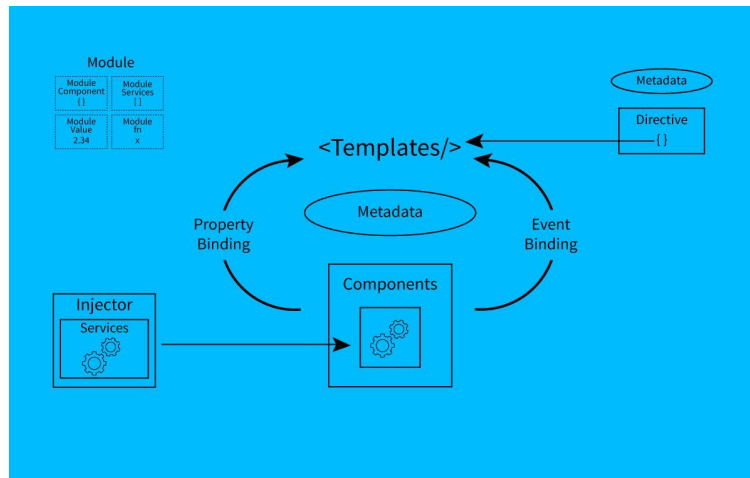 Module
Module
Component
{ }
Module
Services
[ ]
Module
Value
2.34
Module
fn
x
Metadata
Directive
{ }
<Templates/>
Metadata
Property
Binding
Event
Binding
Components
Injector
Services